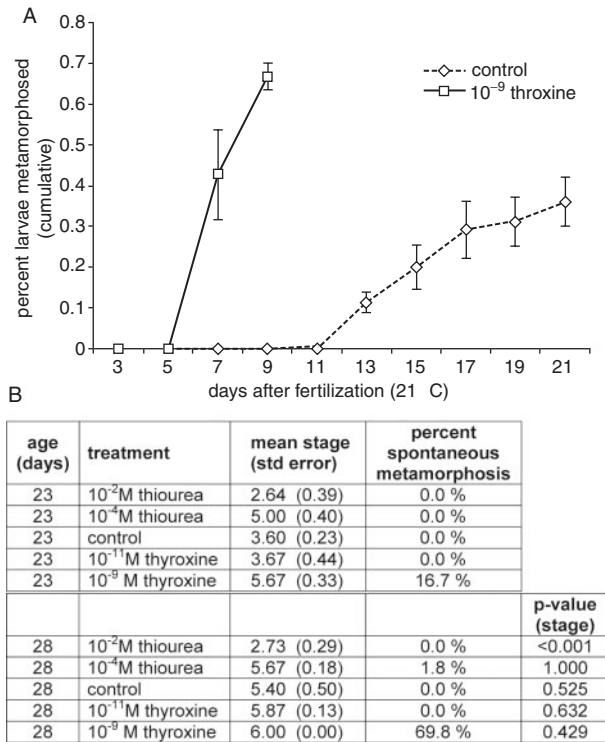 A
0.8
0.7
0.6
0.5
0.4
0.3
0.2
0.1
0
percent larvae metamorphosed
(cumulative)
control
10⁻⁹ throxine
3 5 7 9 11 13 15 17 19 21
days after fertilization (21 C)
B
age (days) treatment mean stage (std error) percent spontaneous metamorphosis
23 10⁻²M thiourea 2.64 (0.39) 0.0 %
23 10⁻⁴M thiourea 5.00 (0.40) 0.0 %
23 control 3.60 (0.23) 0.0 %
23 10⁻¹¹M thyroxine 3.67 (0.44) 0.0 %
23 10⁻⁹ M thyroxine 5.67 (0.33) 16.7 %
p-value (stage)
28 10⁻²M thiourea 2.73 (0.29) 0.0 % <0.001
28 10⁻⁴M thiourea 5.67 (0.18) 1.8 % 1.000
28 control 5.40 (0.50) 0.0 % 0.525
28 10⁻¹¹M thyroxine 5.87 (0.13) 0.0 % 0.632
28 10⁻⁹ M thyroxine 6.00 (0.00) 69.8 % 0.429